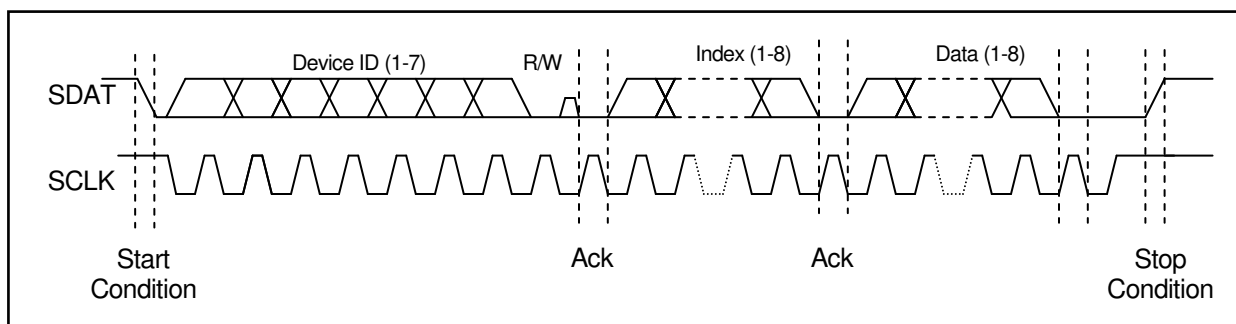 Device ID (1-7)
R/W
Index (1-8)
Data (1-8)
SDAT
SCLK
Start
Condition
Ack
Ack
Stop
Condition